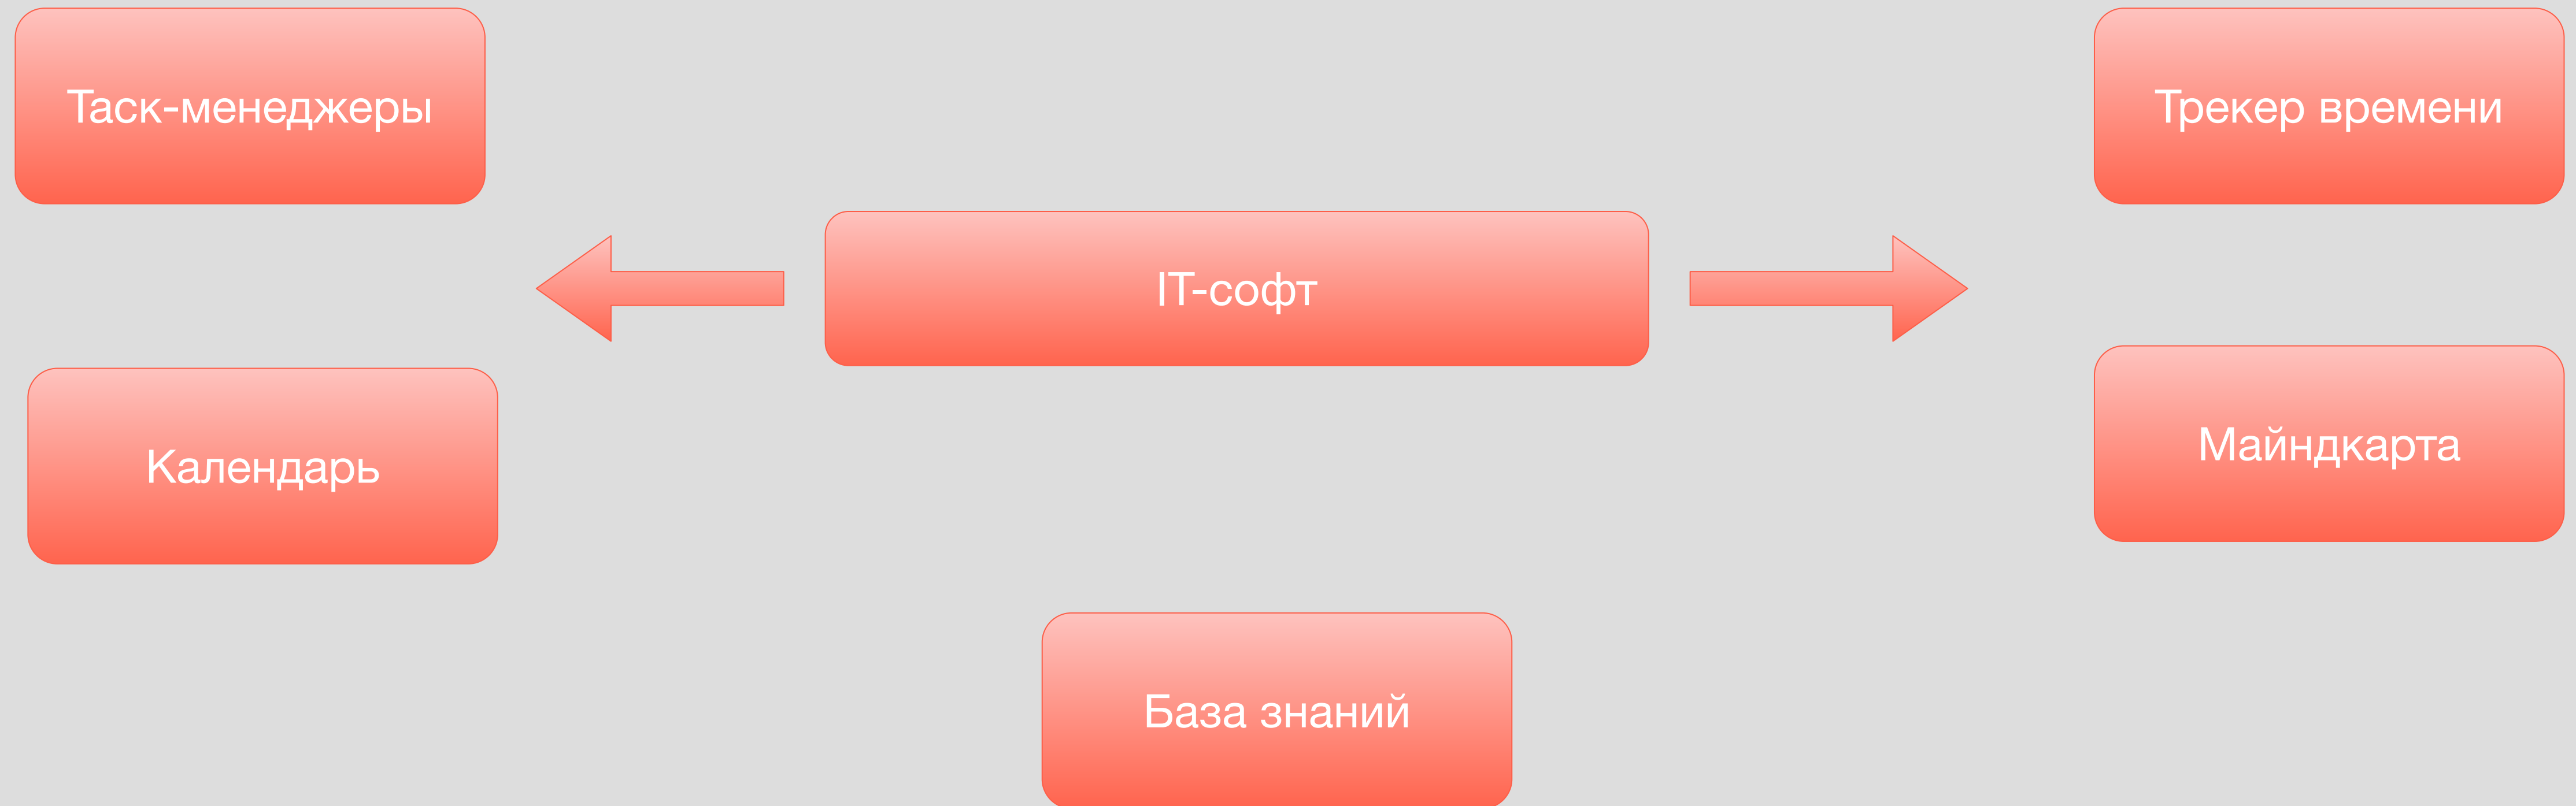 Таск-менеджеры
Трекер времени
IT-софт
Календарь
Майндкарта
База знаний